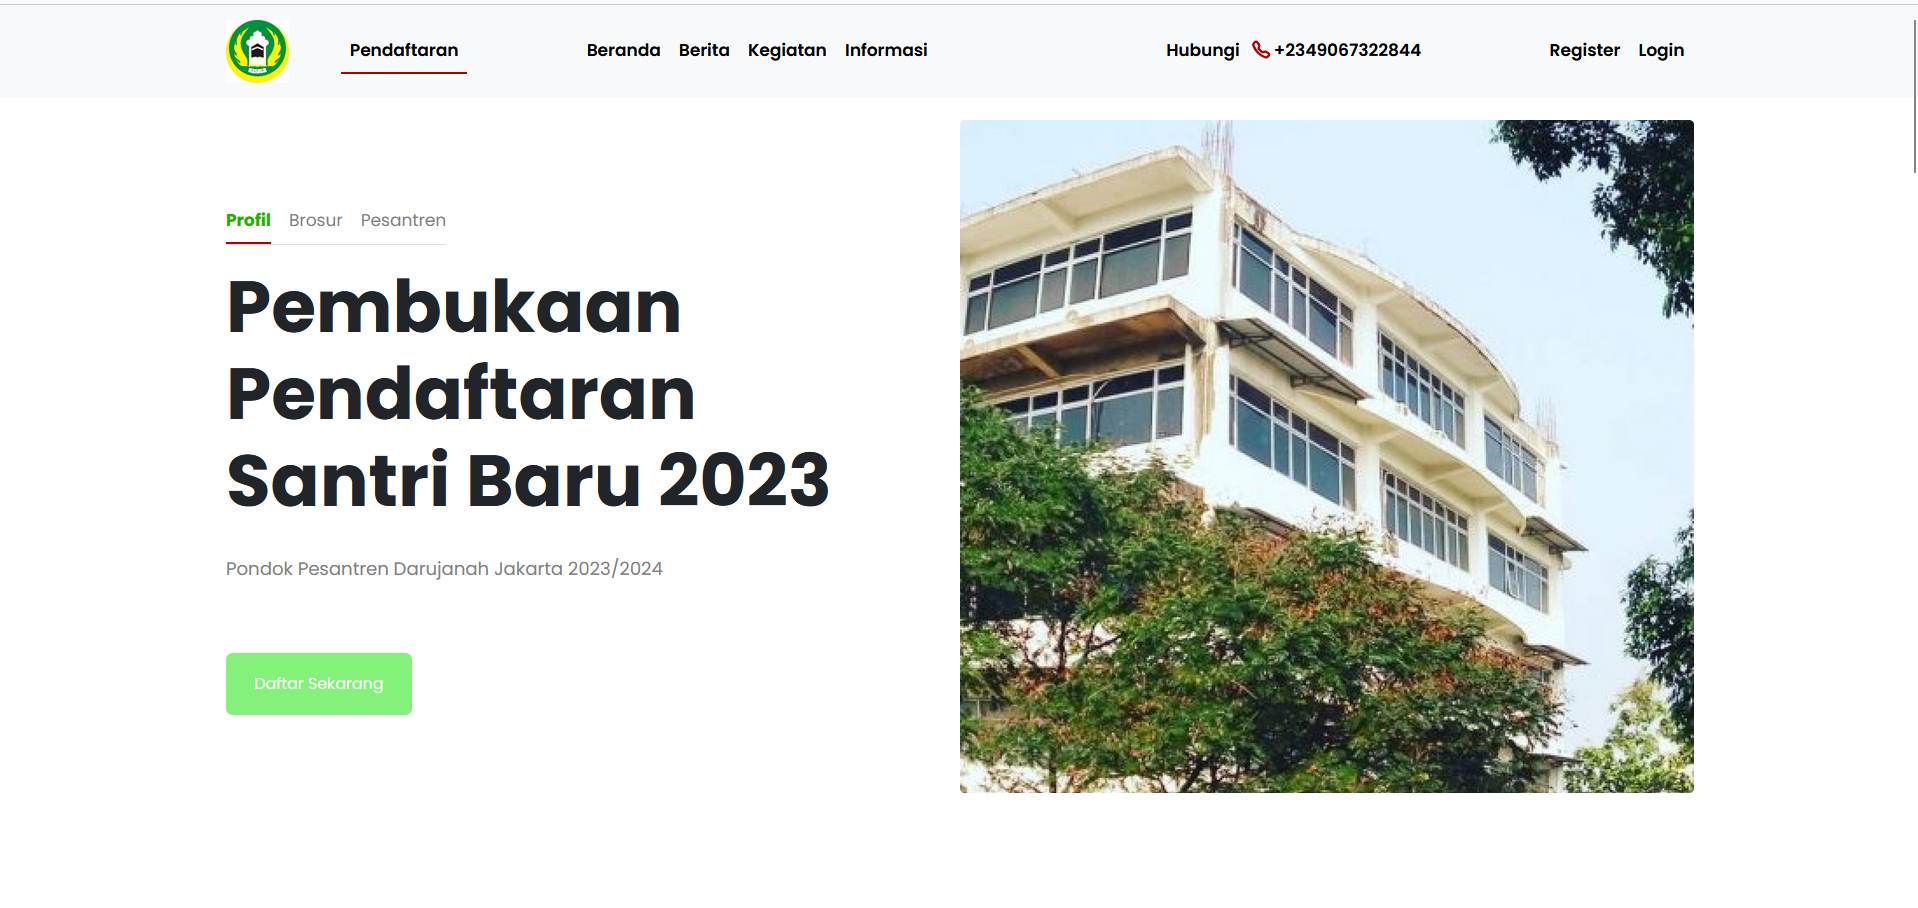 Pendaftaran
Beranda Berita Kegiatan Informasi
Hubungi +2349067322844
Register Login
Profil Brosur Pesantren
Pembukaan
Pendaftaran
Santri Baru 2023
Pondok Pesantren Darujanah Jakarta 2023/2024
Daftar Sekarang